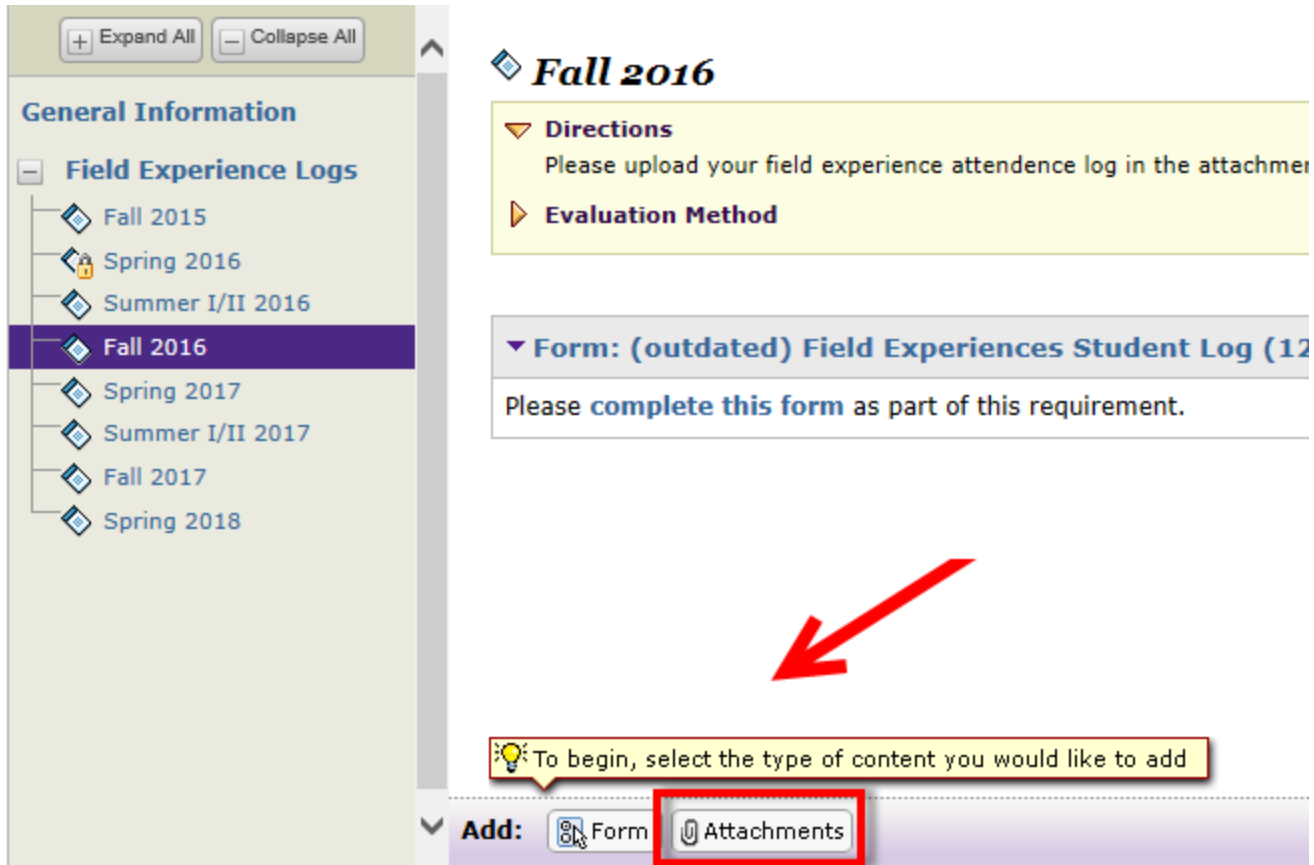 Expand All
Collapse All
General Information
Field Experience Logs
Fall 2015
Spring 2016
Summer I/II 2016
Fall 2016
Spring 2017
Summer I/II 2017
Fall 2017
Spring 2018
Fall 2016
Directions
Please upload your field experience attendence log in the
Evaluation Method
Form: (outdated) Field Experiences Student Log
Please complete this form as part of this requirement.
To begin, select the type of content you would like to add
Add: Form Attachments